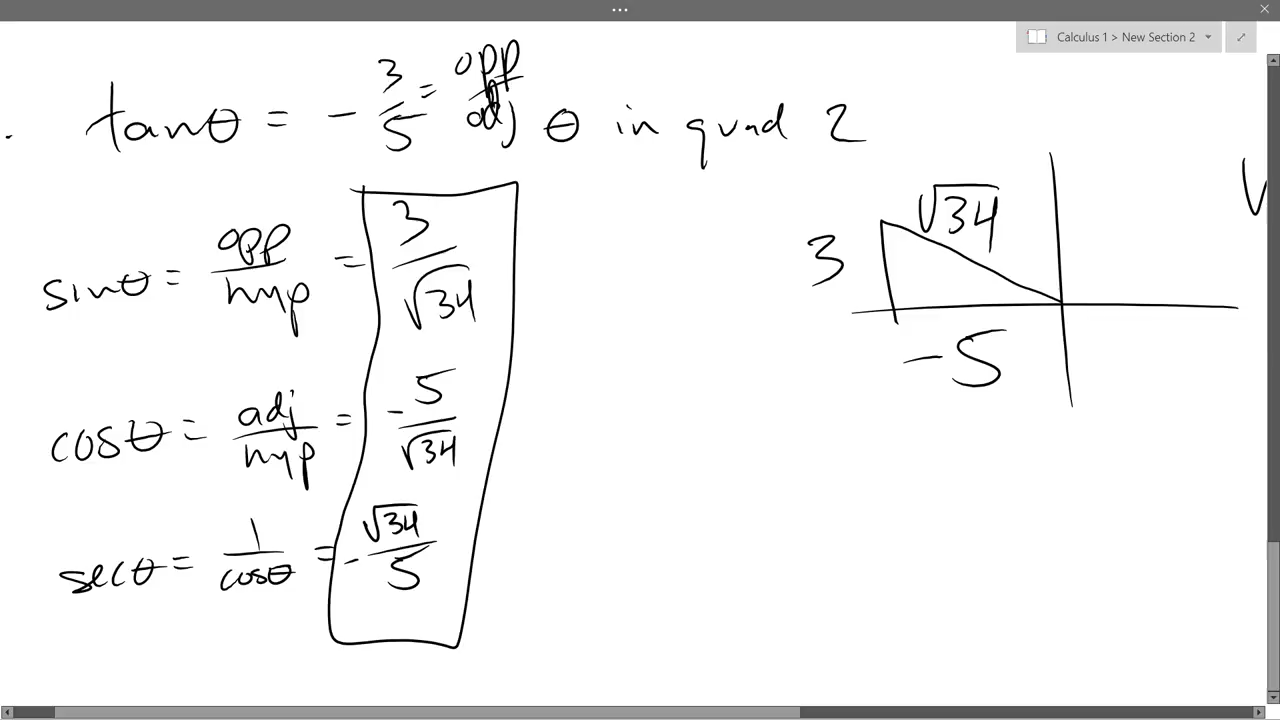 Calculus 1 > New Section 2
. tanθ = - 3/5 = opp/adj θ in quad 2
sinθ = opp/hyp = 3/√34
cosθ = adj/hyp = -5/√34
secθ = 1/cosθ = -√34/5
√34
3
-5
√